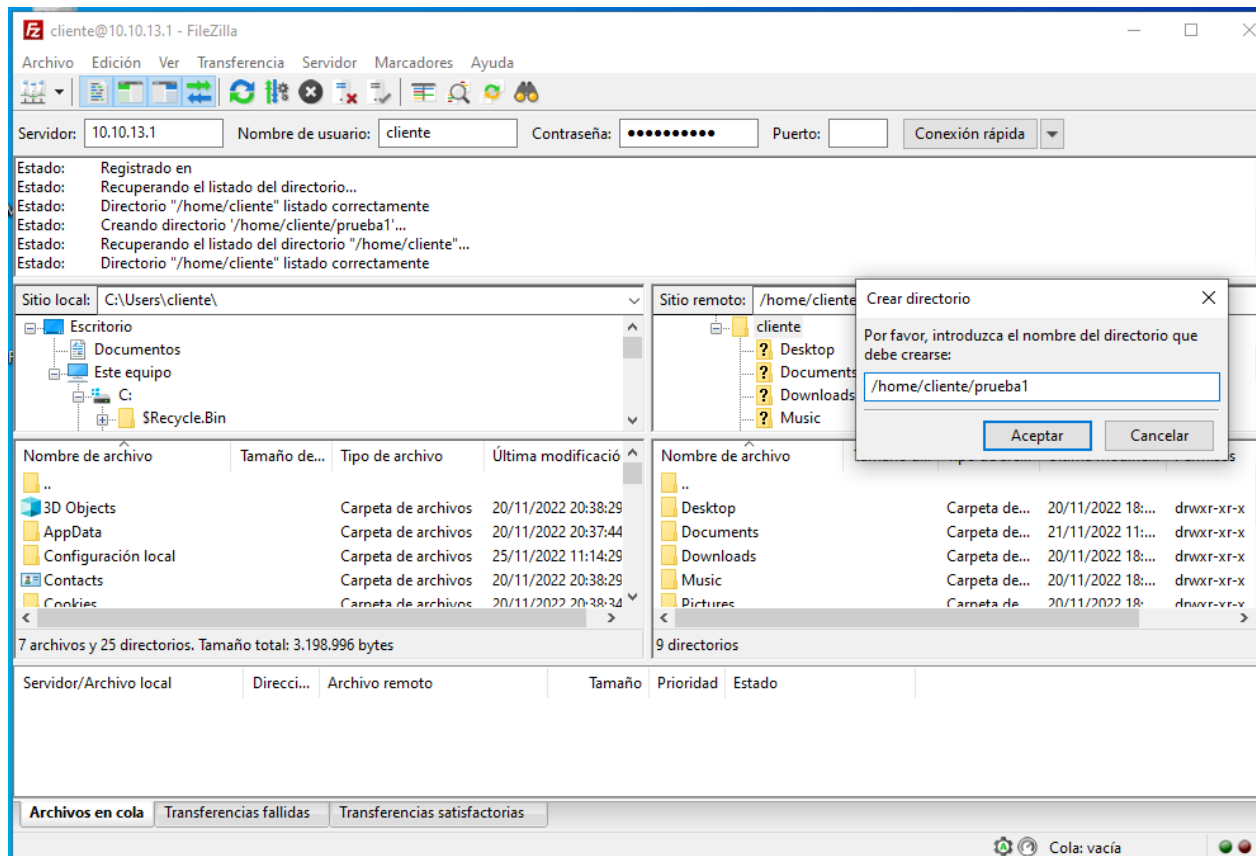 cliente@10.10.13.1 - FileZilla
Archivo Edición Ver Transferencia Servidor Marcadores Ayuda
Servidor: 10.10.13.1 Nombre de usuario: cliente Contraseña: ●●●●●●●●●● Puerto: Conexión rápida
Estado: Registrado en
Estado: Recuperando el listado del directorio...
Estado: Directorio "/home/cliente" listado correctamente
Estado: Creando directorio '/home/cliente/prueba1'...
Estado: Recuperando el listado del directorio "/home/cliente"...
Estado: Directorio "/home/cliente" listado correctamente
Sitio local: C:\Users\cliente\
Escritorio
Documentos
Este equipo
C:
$Recycle.Bin
Sitio remoto: /home/cliente
cliente
Desktop
Documents
Downloads
Music
Crear directorio
Por favor, introduzca el nombre del directorio que
debe crearse:
/home/cliente/prueba1
Aceptar Cancelar
Nombre de archivo Tamaño de... Tipo de archivo Última modificació
..
3D Objects Carpeta de archivos 20/11/2022 20:38:29
AppData Carpeta de archivos 20/11/2022 20:37:44
Configuración local Carpeta de archivos 25/11/2022 11:14:29
Contacts Carpeta de archivos 20/11/2022 20:38:29
Cookies Carpeta de archivos 20/11/2022 20:38:34
7 archivos y 25 directorios. Tamaño total: 3.198.996 bytes
Nombre de archivo
..
Desktop Carpeta de... 20/11/2022 18:... drwxr-xr-x
Documents Carpeta de... 21/11/2022 11:... drwxr-xr-x
Downloads Carpeta de... 20/11/2022 18:... drwxr-xr-x
Music Carpeta de... 20/11/2022 18:... drwxr-xr-x
Pictures Carpeta de 20/11/2022 18: drwxr-xr-x
9 directorios
Servidor/Archivo local Direcci... Archivo remoto Tamaño Prioridad Estado
Archivos en cola Transferencias fallidas Transferencias satisfactorias
Cola: vacía